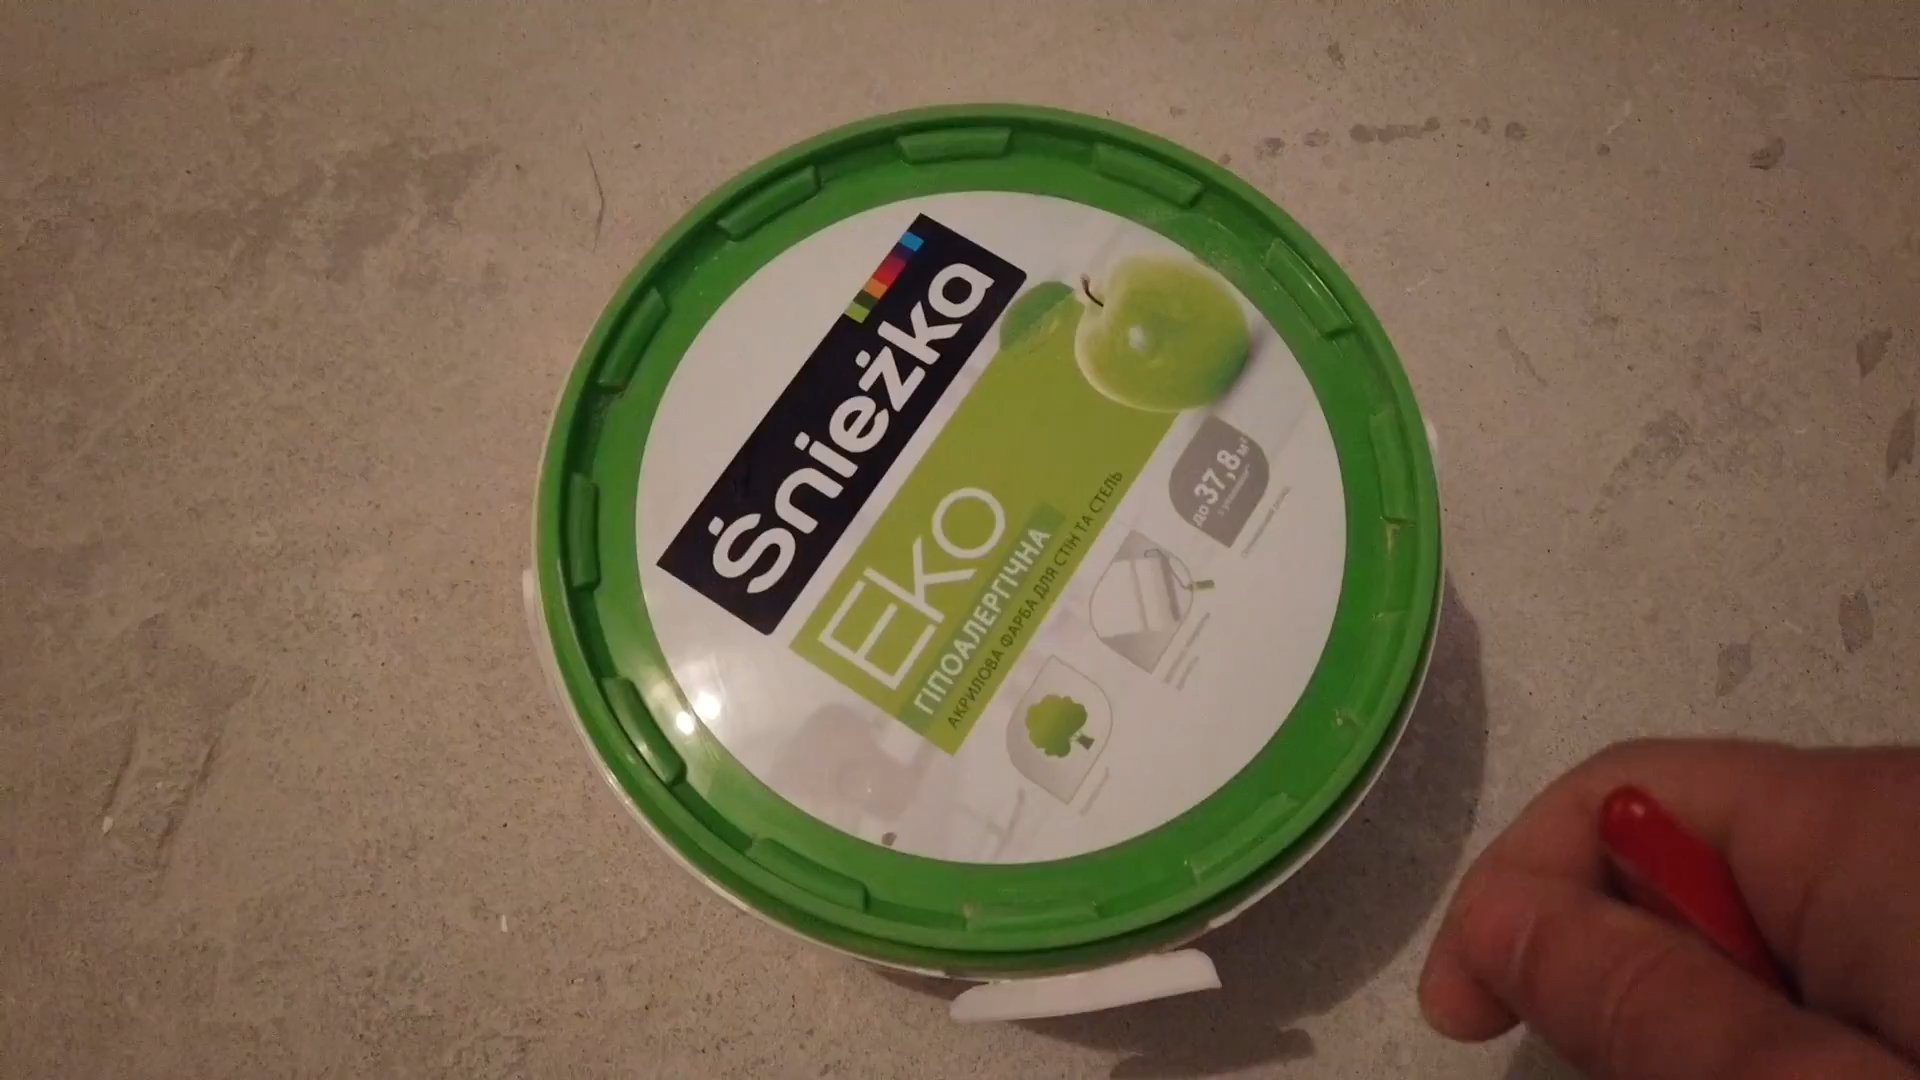 Śnieżka
Eko
ГІПОАЛЕРГІЧНА
АКРИЛОВА ФАРБА ДЛЯ СТІН ТА СТЕЛЬ
до 37,8 м²